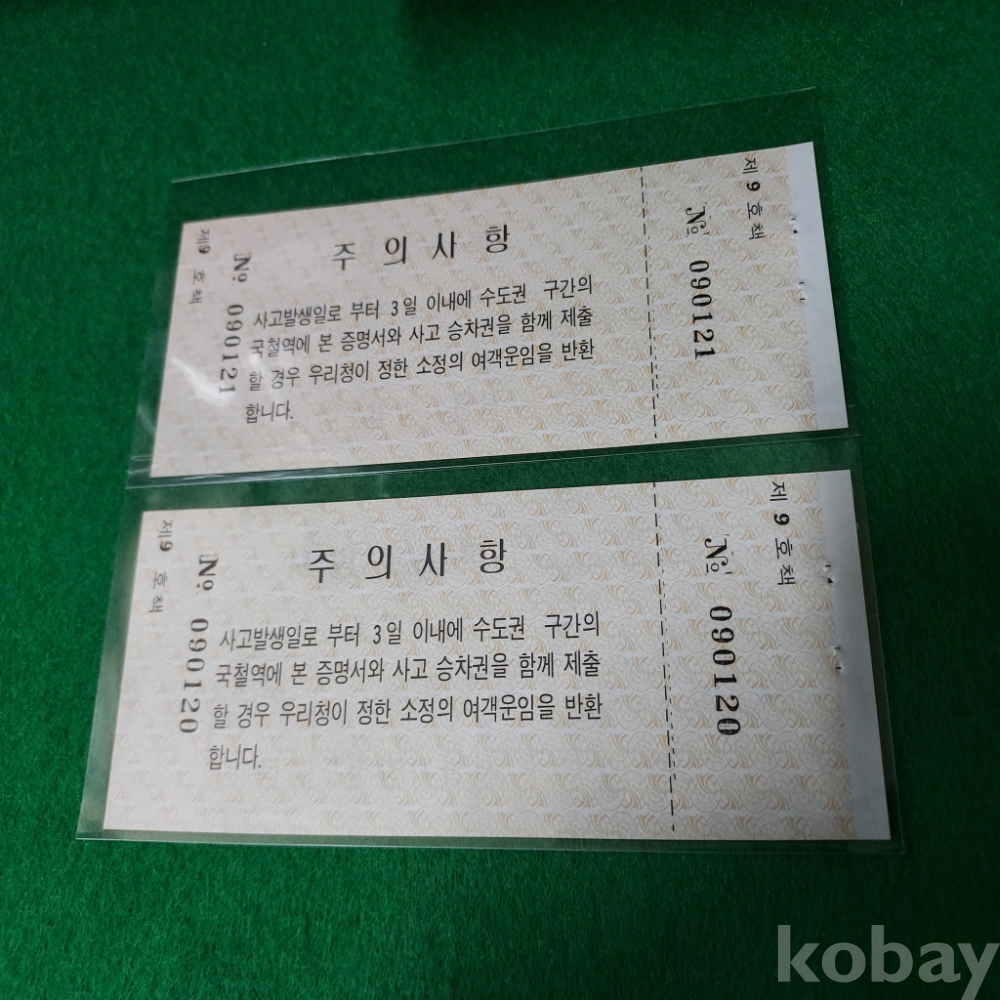 제9 호책
№ 090121
주의사항
사고발생일로 부터 3일 이내에 수도권 구간의
국철역에 본 증명서와 사고 승차권을 함께 제출
할 경우 우리청이 정한 소정의 여객운임을 반환
합니다.
제9호책
№ 090121
제9 호책
№ 090120
주의사항
사고발생일로 부터 3일 이내에 수도권 구간의
국철역에 본 증명서와 사고 승차권을 함께 제출
할 경우 우리청이 정한 소정의 여객운임을 반환
합니다.
제9호책
№ 090120
kobay